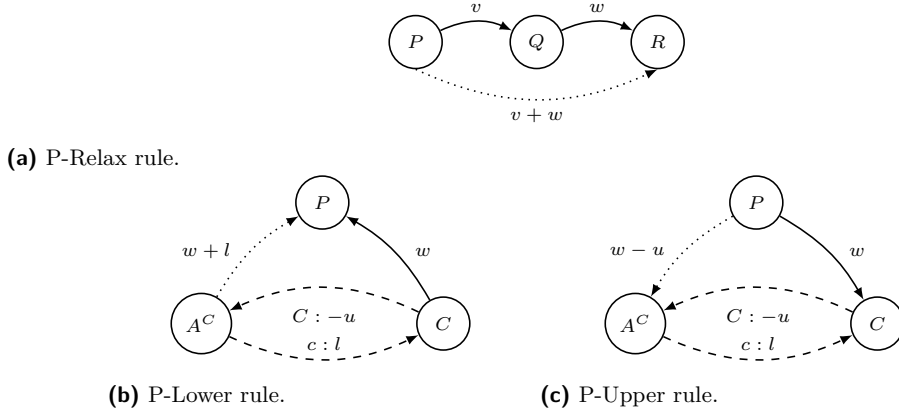 v w
P Q R
v + w
(a) P-Relax rule.
P
w + l w
C : −u
A^C C
c : l
(b) P-Lower rule.
P
w − u w
C : −u
A^C C
c : l
(c) P-Upper rule.